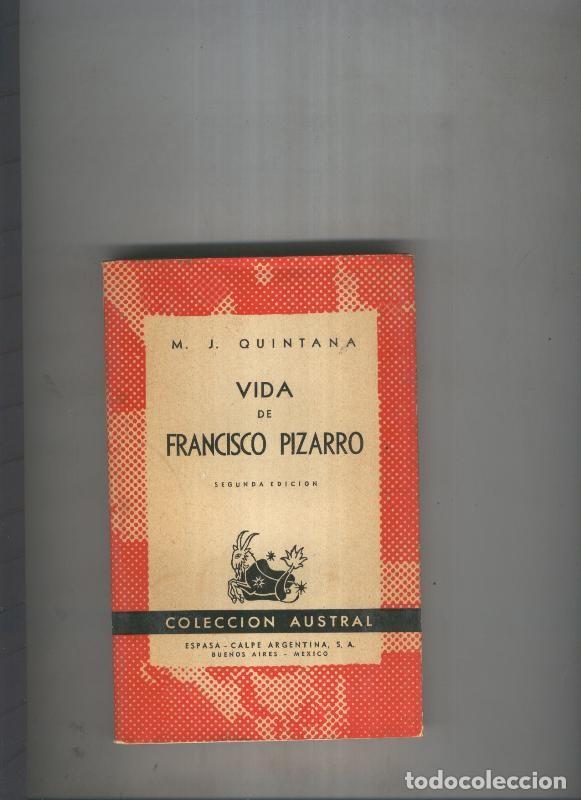 M. J. QUINTANA
VIDA
DE
FRANCISCO PIZARRO
SEGUNDA EDICION
COLECCION AUSTRAL
ESPASA - CALPE ARGENTINA, S. A.
BUENOS AIRES - MEXICO
todocoleccion